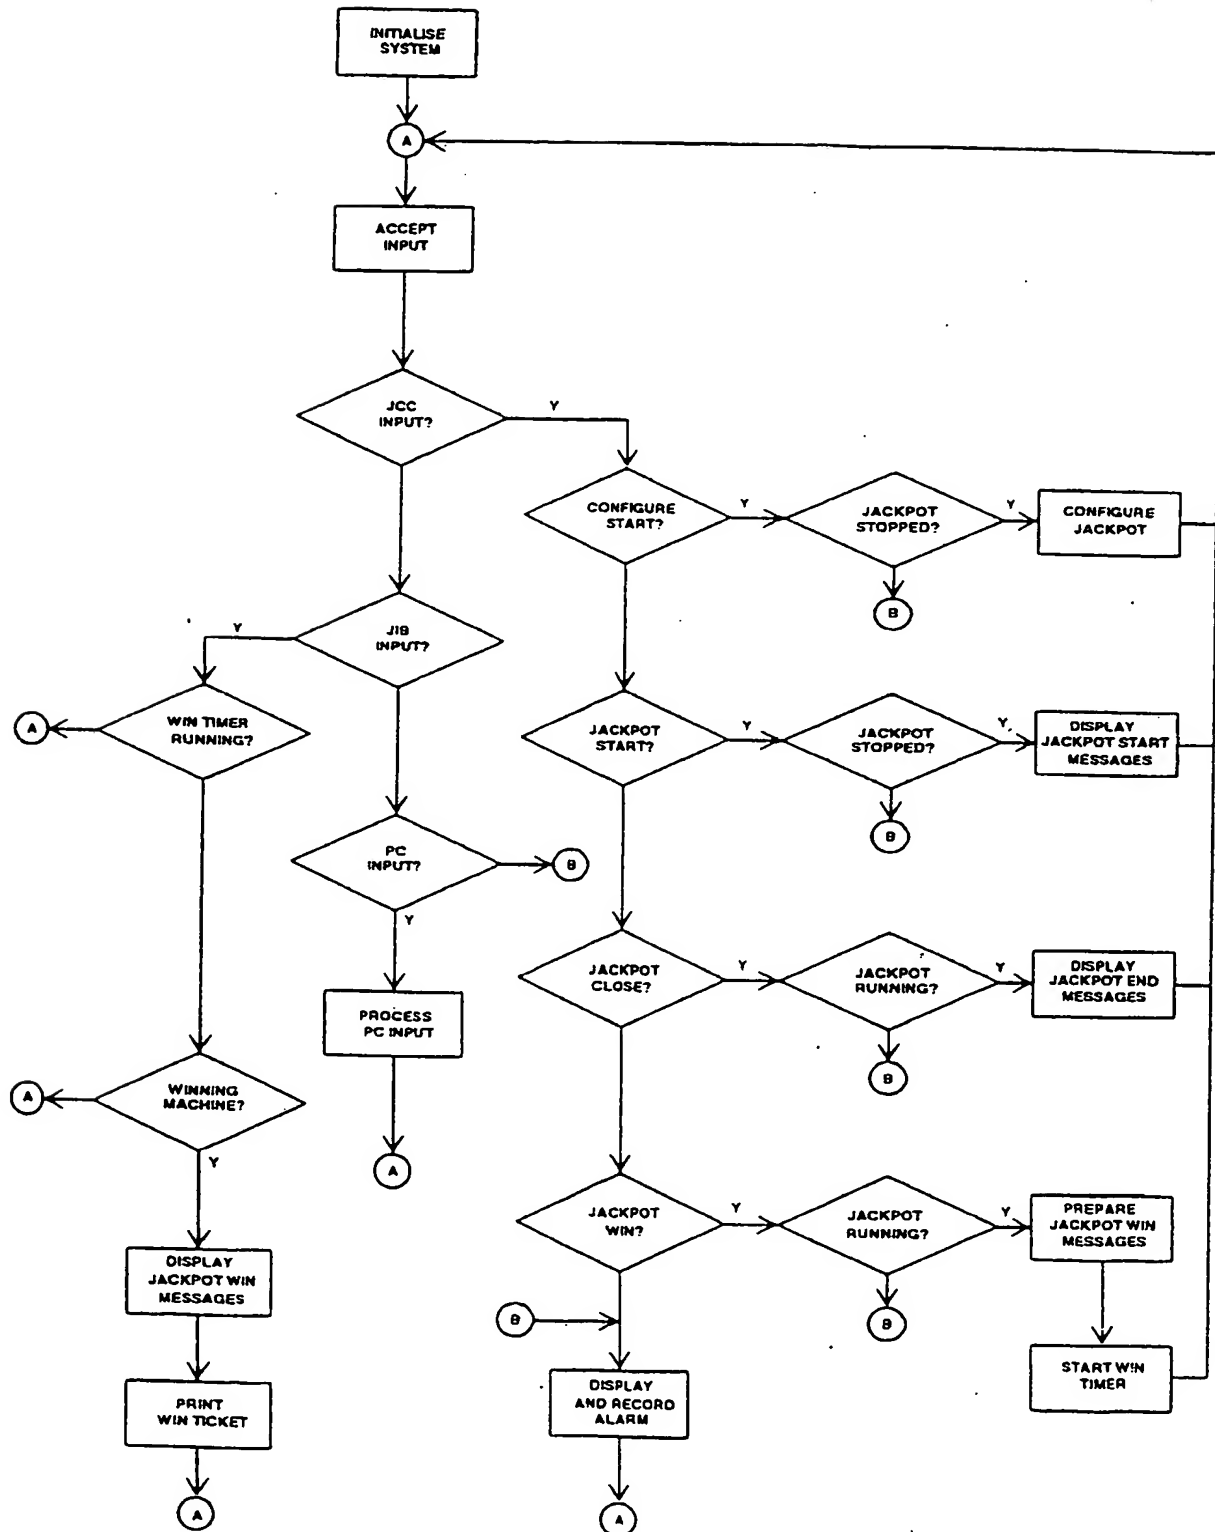 INITIALISE
SYSTEM
A
ACCEPT
INPUT
JCC
INPUT?
Y
CONFIGURE
START?
Y
JACKPOT
STOPPED?
Y
CONFIGURE
JACKPOT
B
JIB
INPUT?
Y
WIN TIMER
RUNNING?
A
JACKPOT
START?
Y
JACKPOT
STOPPED?
Y
DISPLAY
JACKPOT START
MESSAGES
B
PC
INPUT?
B
Y
PROCESS
PC INPUT
A
JACKPOT
CLOSE?
Y
JACKPOT
RUNNING?
Y
DISPLAY
JACKPOT END
MESSAGES
B
WINNING
MACHINE?
A
Y
DISPLAY
JACKPOT WIN
MESSAGES
PRINT
WIN TICKET
A
JACKPOT
WIN?
Y
JACKPOT
RUNNING?
Y
PREPARE
JACKPOT WIN
MESSAGES
B
START WIN
TIMER
B
DISPLAY
AND RECORD
ALARM
A